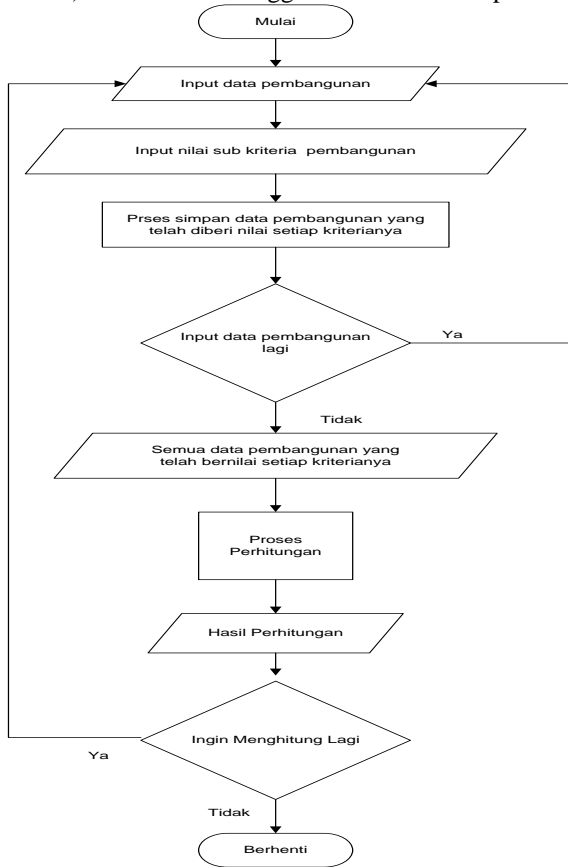 Mulai
Input data pembangunan
Input nilai sub kriteria pembangunan
Prses simpan data pembangunan yang
telah diberi nilai setiap kriterianya
Input data pembangunan
lagi
Ya
Tidak
Semua data pembangunan yang
telah bernilai setiap kriterianya
Proses
Perhitungan
Hasil Perhitungan
Ingin Menghitung Lagi
Ya
Tidak
Berhenti